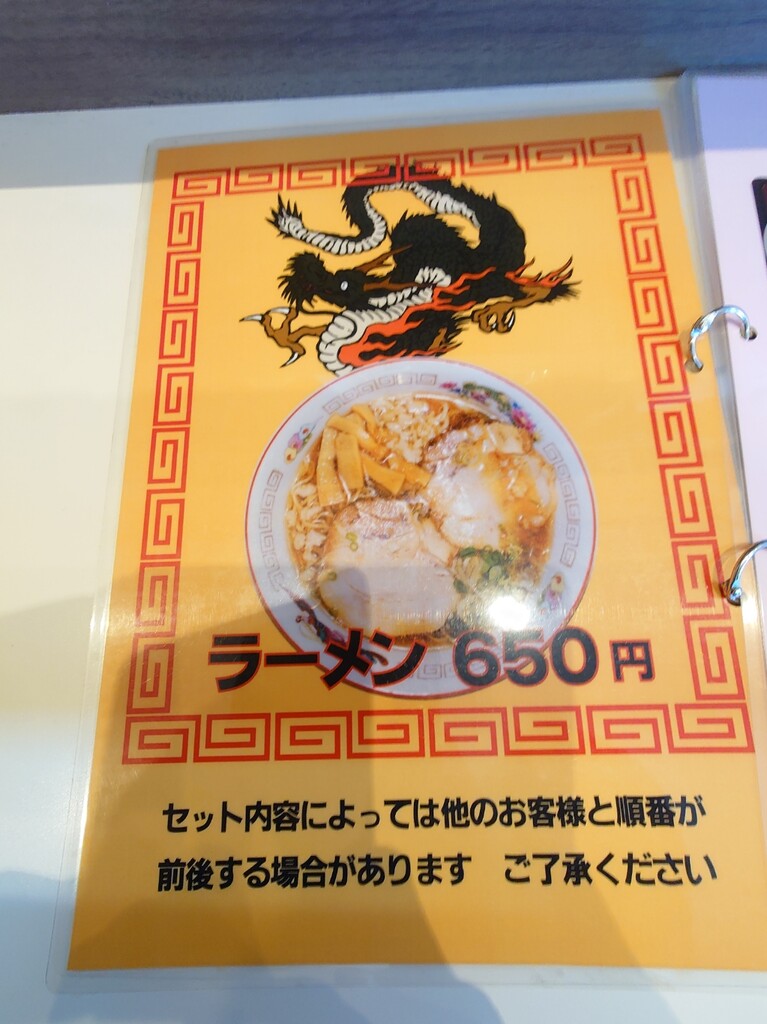 ラーメン 650円
セット内容によっては他のお客様と順番が
前後する場合があります ご了承ください